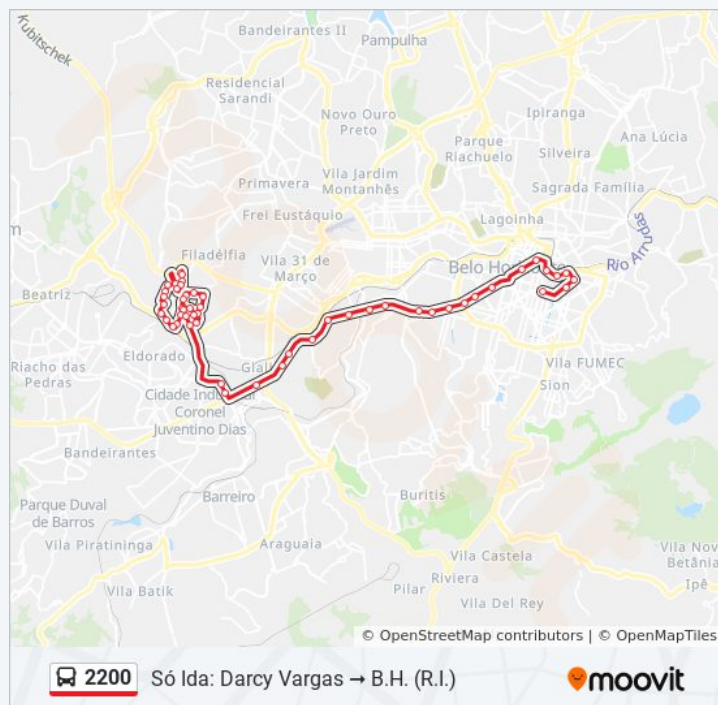 Kubitschek
Bandeirantes II
Pampulha
Residencial
Sarandi
Novo Ouro
Preto
Ipiranga
Ana Lúcia
Parque
Riachuelo
Silveira
Vila Jardim
Montanhês
Primavera
Sagrada Família
Frei Eustáquio
Lagoinha
Filadélfia
Vila 31 de
Março
Belo Ho
Rio Arrudas
Beatriz
Eldorado
Riacho das
Pedras
Cidade Indu
Coronel
Juventino Dias
Vila FUMEC
Sion
Bandeirantes
Barreiro
Buritis
Parque Duval
de Barros
Araguaia
Vila Piratininga
Vila Castela
Vila Nov
Betânia
Pilar
Riviera
Ipê
Vila Batik
Vila Del Rey
© OpenStreetMap contributors | © OpenMapTiles
2200
Só Ida: Darcy Vargas → B.H. (R.I.)
moovit